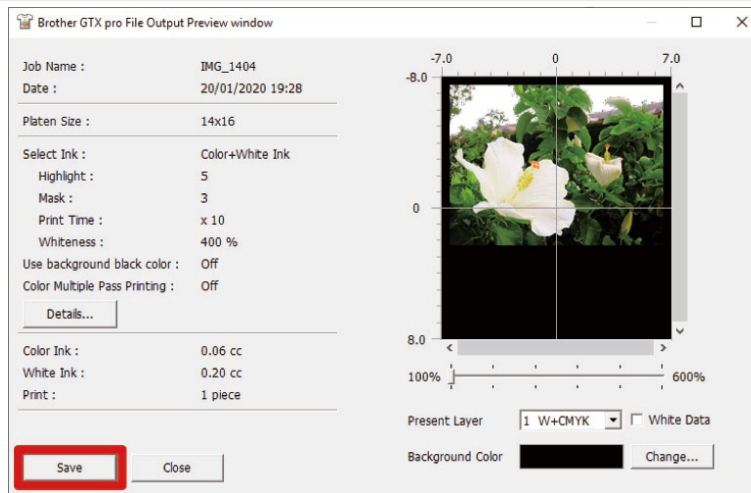 Brother GTX pro File Output Preview window
Job Name : IMG_1404
Date : 20/01/2020 19:28
Platen Size : 14x16
Select Ink : Color+White Ink
Highlight : 5
Mask : 3
Print Time : x 10
Whiteness : 400 %
Use background black color : Off
Color Multiple Pass Printing : Off
Details...
Color Ink : 0.06 cc
White Ink : 0.20 cc
Print : 1 piece
Save Close
-7.0 0 7.0
-8.0
0
8.0
100% 600%
Present Layer 1 W+CMYK White Data
Background Color Change...